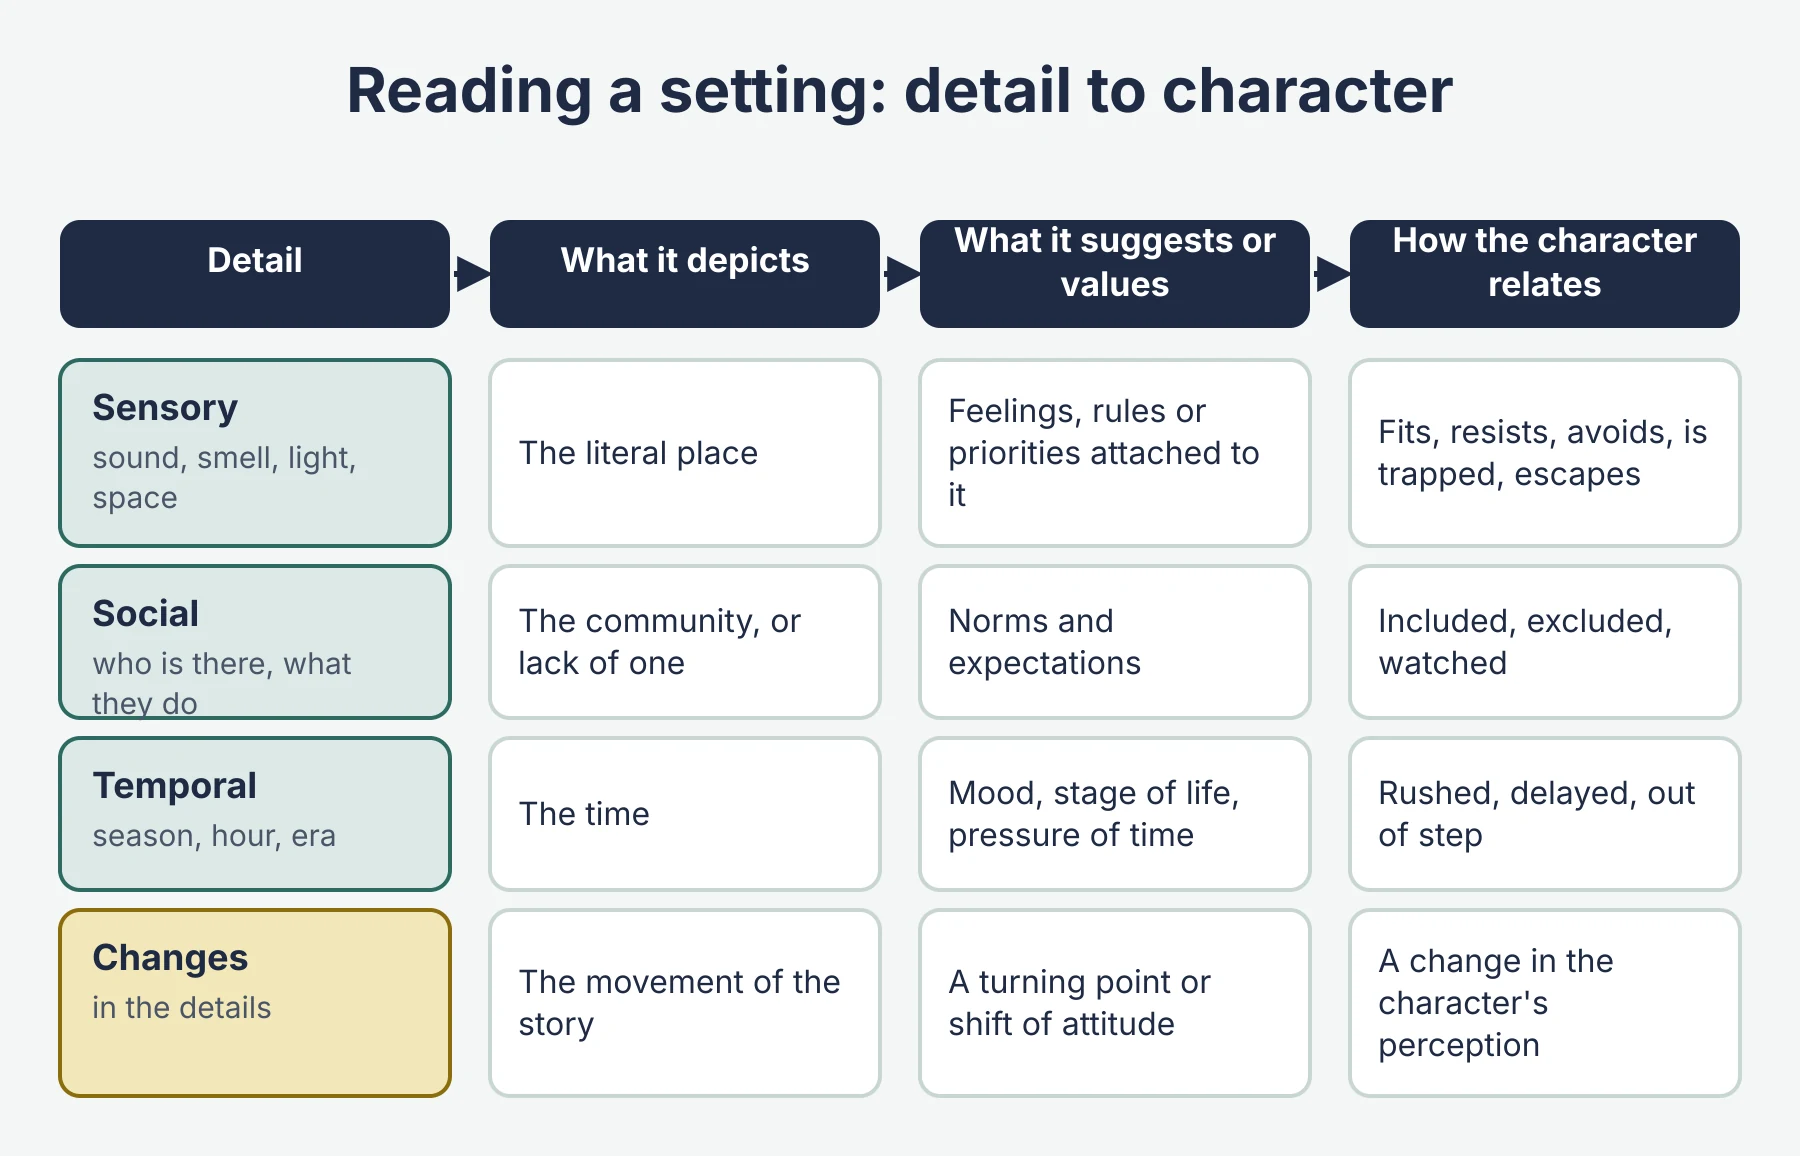 Reading a setting: detail to character
Detail
What it depicts
What it suggests or
values
How the character
relates
Sensory
sound, smell, light,
space
The literal place
Feelings, rules or
priorities attached to
it
Fits, resists, avoids, is
trapped, escapes
Social
who is there, what
they do
The community, or
lack of one
Norms and
expectations
Included, excluded,
watched
Temporal
season, hour, era
The time
Mood, stage of life,
pressure of time
Rushed, delayed, out
of step
Changes
in the details
The movement of the
story
A turning point or
shift of attitude
A change in the
character's
perception